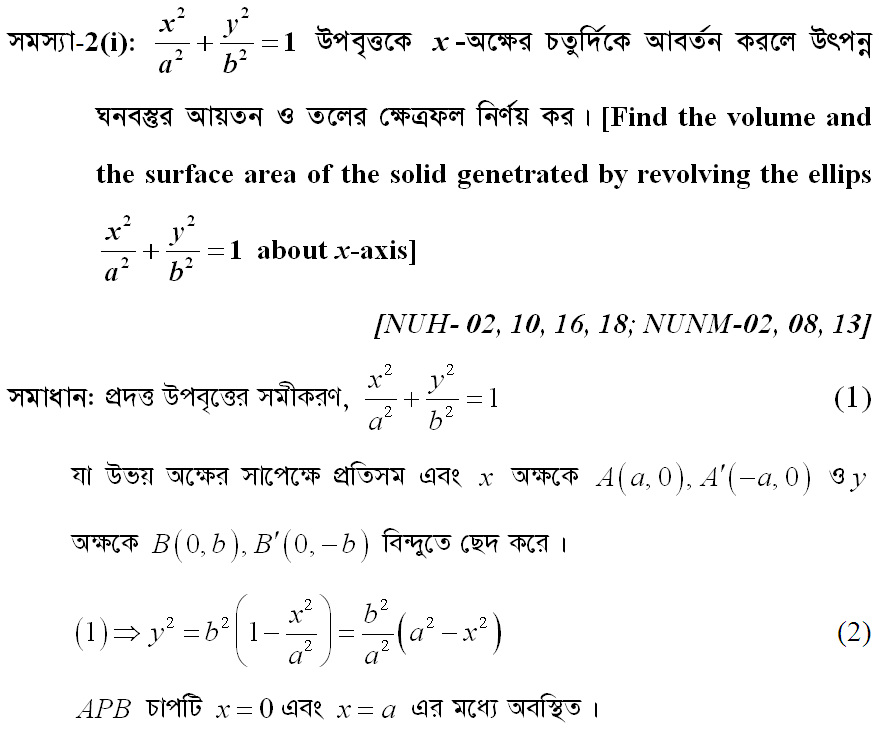 সমস্যা-2(i): x²/a² + y²/b² = 1 উপবৃত্তকে x -অক্ষের চতুর্দিকে আবর্তন করলে উৎপন্ন
ঘনবস্তুর আয়তন ও তলের ক্ষেত্রফল নির্ণয় কর। [Find the volume and
the surface area of the solid genetrated by revolving the ellips
x²/a² + y²/b² = 1 about x-axis]
[NUH- 02, 10, 16, 18; NUNM-02, 08, 13]
সমাধান: প্রদত্ত উপবৃত্তের সমীকরণ, x²/a² + y²/b² = 1 (1)
যা উভয় অক্ষের সাপেক্ষে প্রতিসম এবং x অক্ষকে A(a, 0), A′(−a, 0) ও y
অক্ষকে B(0, b), B′(0, −b) বিন্দুতে ছেদ করে।
(1) ⇒ y² = b²(1 − x²/a²) = b²/a²(a² − x²) (2)
APB চাপটি x = 0 এবং x = a এর মধ্যে অবস্থিত।